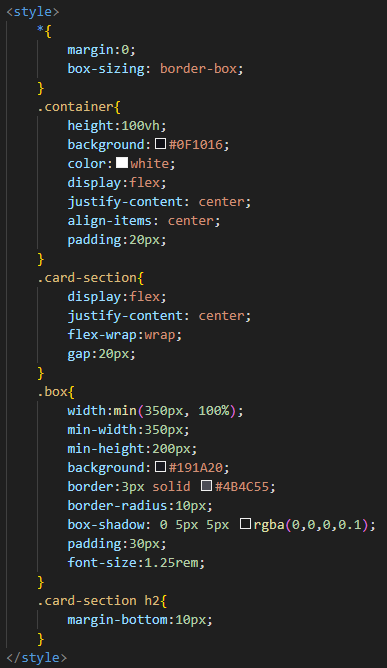 <style>
*{
margin:0;
box-sizing: border-box;
}
.container{
height:100vh;
background:#0F1016;
color:white;
display:flex;
justify-content: center;
align-items: center;
padding:20px;
}
.card-section{
display:flex;
justify-content: center;
flex-wrap:wrap;
gap:20px;
}
.box{
width:min(350px, 100%);
min-width:350px;
min-height:200px;
background:#191A20;
border:3px solid #4B4C55;
border-radius:10px;
box-shadow: 0 5px 5px rgba(0,0,0,0.1);
padding:30px;
font-size:1.25rem;
}
.card-section h2{
margin-bottom:10px;
}
</style>